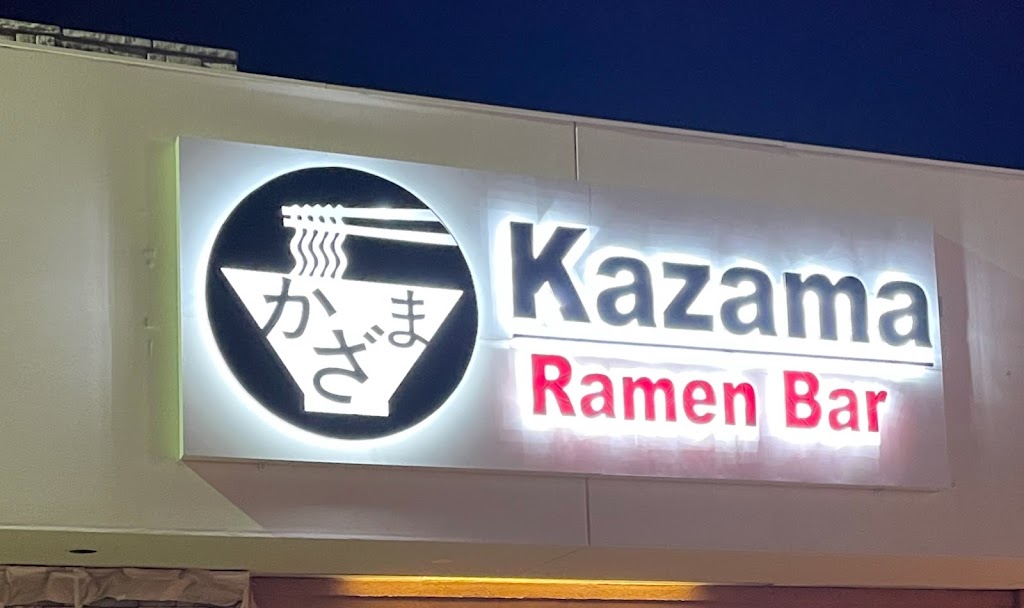 かざま
Kazama
Ramen Bar